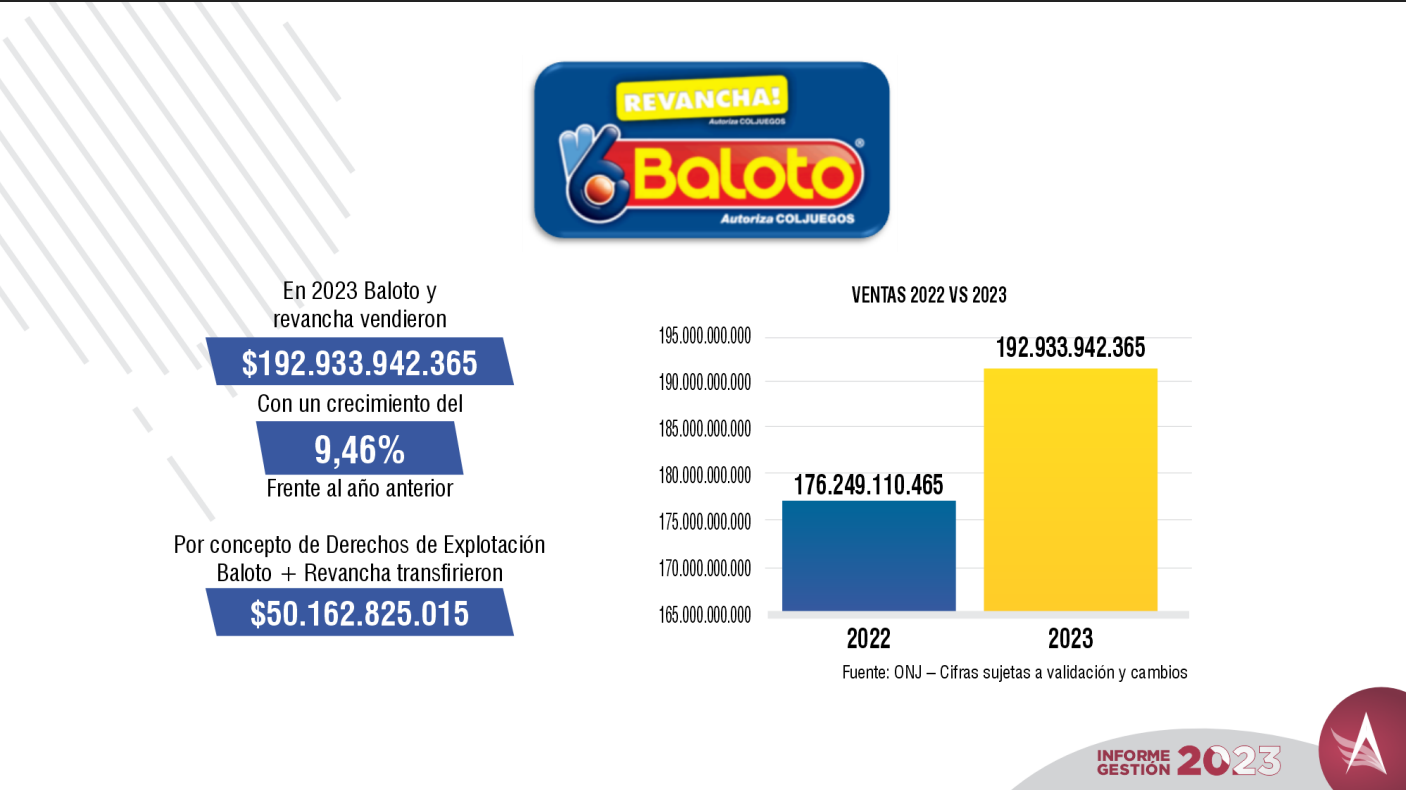 REVANCHA!
Autoriza COLJUEGOS
Baloto®
Autoriza COLJUEGOS
En 2023 Baloto y
revancha vendieron
$192.933.942.365
Con un crecimiento del
9,46%
Frente al año anterior
Por concepto de Derechos de Explotación
Baloto + Revancha transfirieron
$50.162.825.015
VENTAS 2022 VS 2023
195.000.000.000
190.000.000.000
185.000.000.000
180.000.000.000
175.000.000.000
170.000.000.000
165.000.000.000
176.249.110.465
192.933.942.365
2022
2023
Fuente: ONJ – Cifras sujetas a validación y cambios
INFORME
GESTIÓN 2023